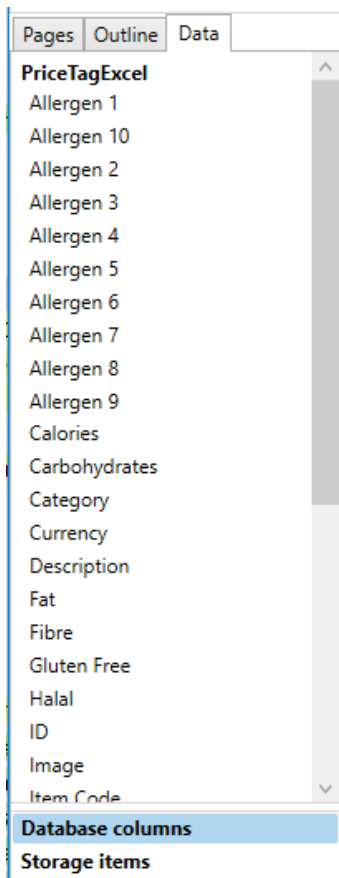 Pages Outline Data
PriceTagExcel
Allergen 1
Allergen 10
Allergen 2
Allergen 3
Allergen 4
Allergen 5
Allergen 6
Allergen 7
Allergen 8
Allergen 9
Calories
Carbohydrates
Category
Currency
Description
Fat
Fibre
Gluten Free
Halal
ID
Image
Item Code
Database columns
Storage items